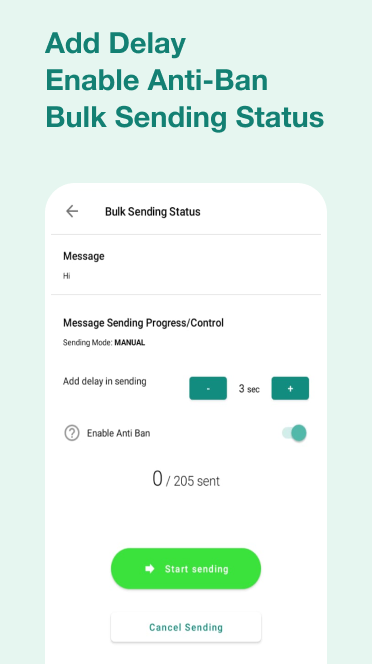 Add Delay
Enable Anti-Ban
Bulk Sending Status
Bulk Sending Status
Message
Hi
Message Sending Progress/Control
Sending Mode: MANUAL
Add delay in sending - 3 sec +
? Enable Anti Ban
0 / 205 sent
Start sending
Cancel Sending